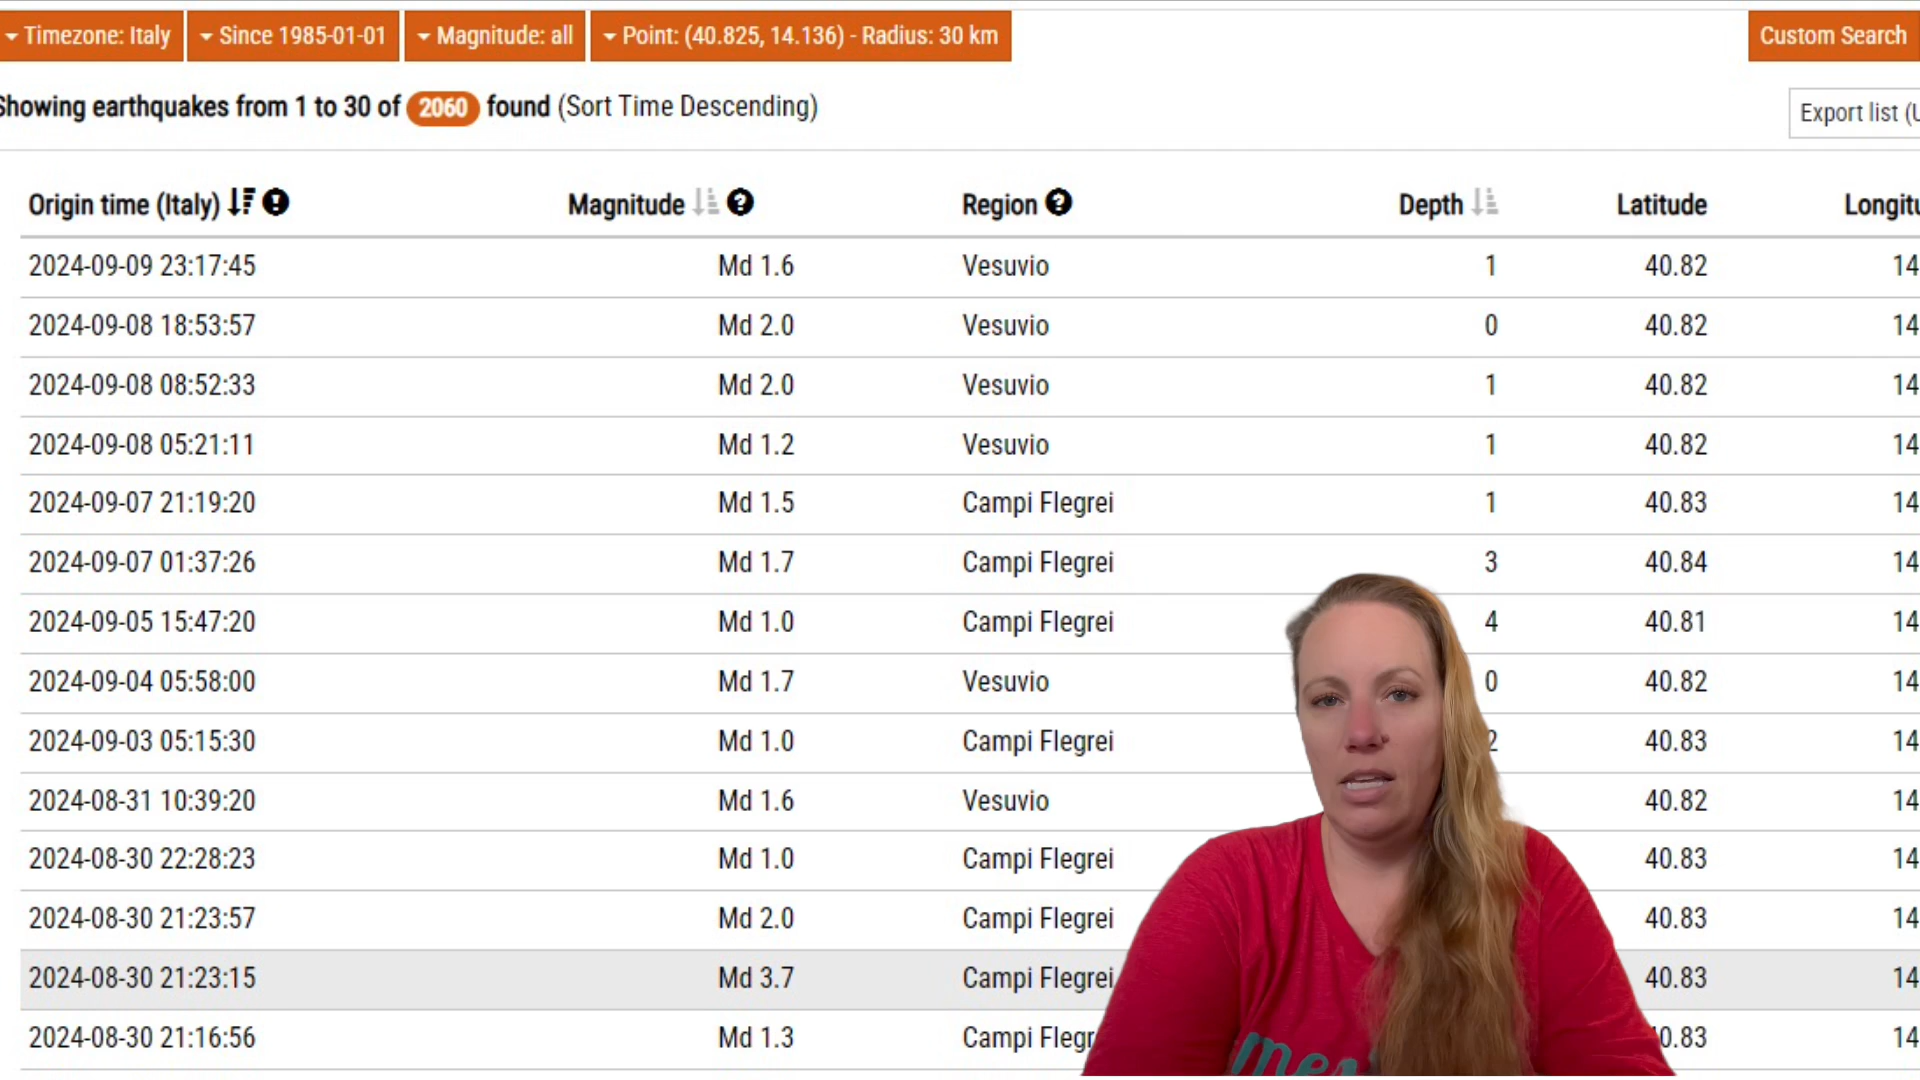 Timezone: Italy Since 1985-01-01 Magnitude: all Point: (40.825, 14.136) - Radius: 30 km Custom Search
Showing earthquakes from 1 to 30 of 2060 found (Sort Time Descending)
Export list (U
Origin time (Italy) Magnitude Region Depth Latitude Longitu
2024-09-09 23:17:45 Md 1.6 Vesuvio 1 40.82 14
2024-09-08 18:53:57 Md 2.0 Vesuvio 0 40.82 14
2024-09-08 08:52:33 Md 2.0 Vesuvio 1 40.82 14
2024-09-08 05:21:11 Md 1.2 Vesuvio 1 40.82 14
2024-09-07 21:19:20 Md 1.5 Campi Flegrei 1 40.83 14
2024-09-07 01:37:26 Md 1.7 Campi Flegrei 3 40.84 14
2024-09-05 15:47:20 Md 1.0 Campi Flegrei 4 40.81 14
2024-09-04 05:58:00 Md 1.7 Vesuvio 0 40.82 14
2024-09-03 05:15:30 Md 1.0 Campi Flegrei 2 40.83 14
2024-08-31 10:39:20 Md 1.6 Vesuvio 40.82 14
2024-08-30 22:28:23 Md 1.0 Campi Flegrei 40.83 14
2024-08-30 21:23:57 Md 2.0 Campi Flegrei 40.83 14
2024-08-30 21:23:15 Md 3.7 Campi Flegrei 40.83 14
2024-08-30 21:16:56 Md 1.3 Campi Flegr 0.83 14